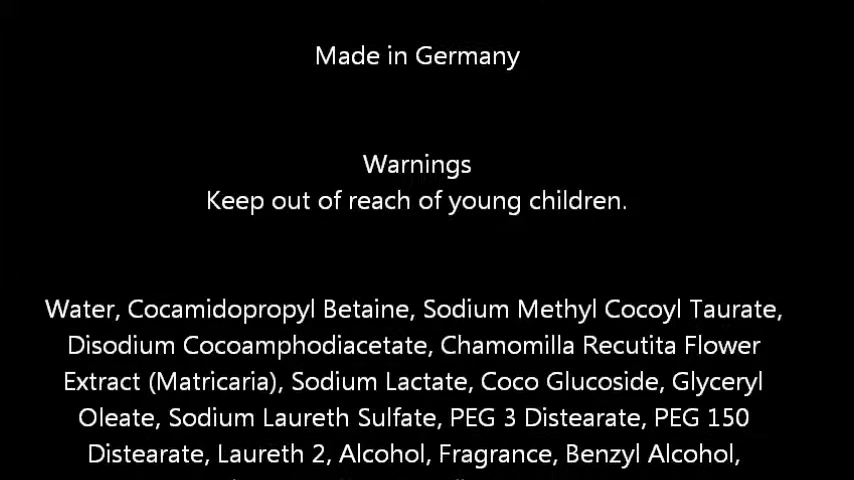 Made in Germany
Warnings
Keep out of reach of young children.
Water, Cocamidopropyl Betaine, Sodium Methyl Cocoyl Taurate,
Disodium Cocoamphodiacetate, Chamomilla Recutita Flower
Extract (Matricaria), Sodium Lactate, Coco Glucoside, Glyceryl
Oleate, Sodium Laureth Sulfate, PEG 3 Distearate, PEG 150
Distearate, Laureth 2, Alcohol, Fragrance, Benzyl Alcohol,